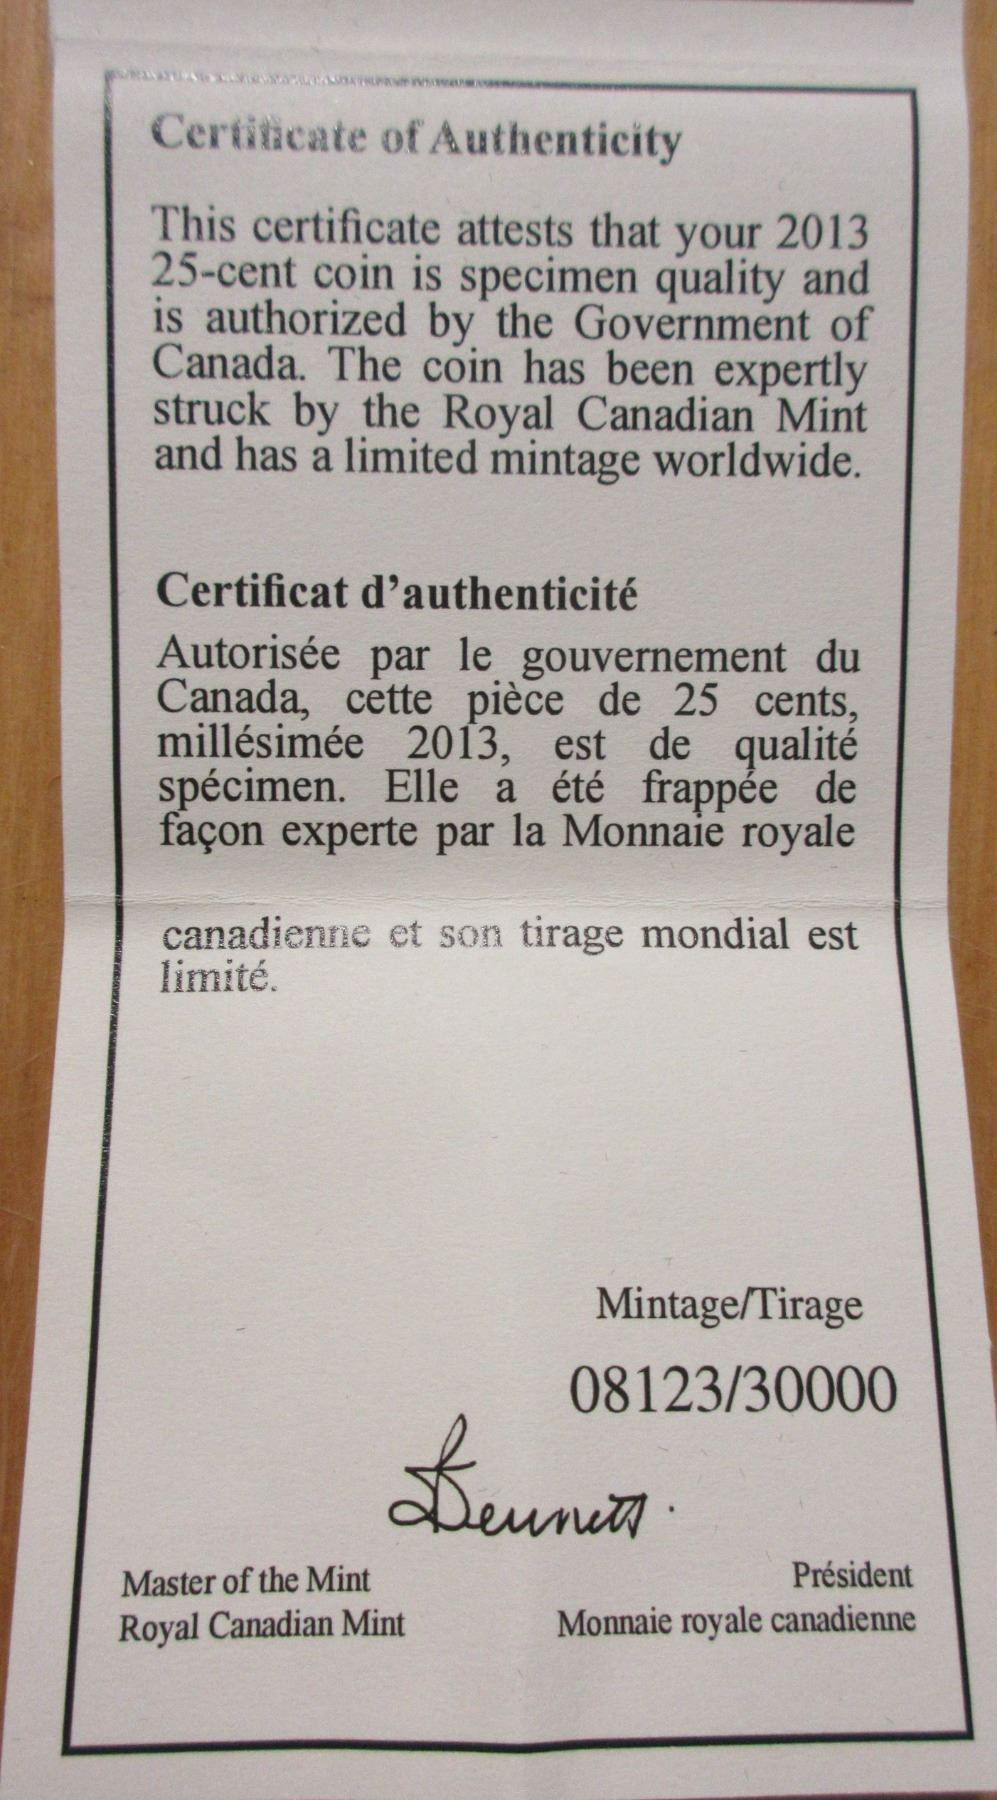 Certificate of Authenticity
This certificate attests that your 2013
25-cent coin is specimen quality and
is authorized by the Government of
Canada. The coin has been expertly
struck by the Royal Canadian Mint
and has a limited mintage worldwide.
Certificat d’authenticité
Autorisée par le gouvernement du
Canada, cette pièce de 25 cents,
millésimée 2013, est de qualité
spécimen. Elle a été frappée de
façon experte par la Monnaie royale
canadienne et son tirage mondial est
limité.
Mintage/Tirage
08123/30000
Master of the Mint
Royal Canadian Mint
Président
Monnaie royale canadienne